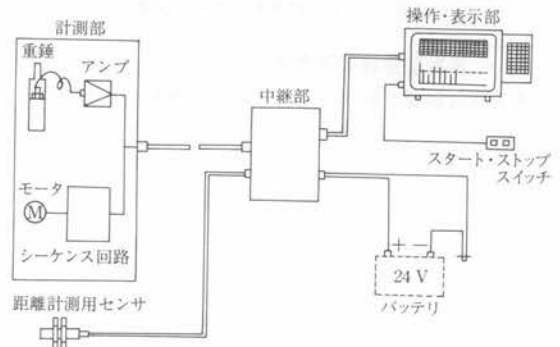 計測部
重錘
アンプ
モータ
M
シーケンス回路
距離計測用センサ
中継部
操作・表示部
スタート・ストップ
スイッチ
+ −
24 V
バッテリ